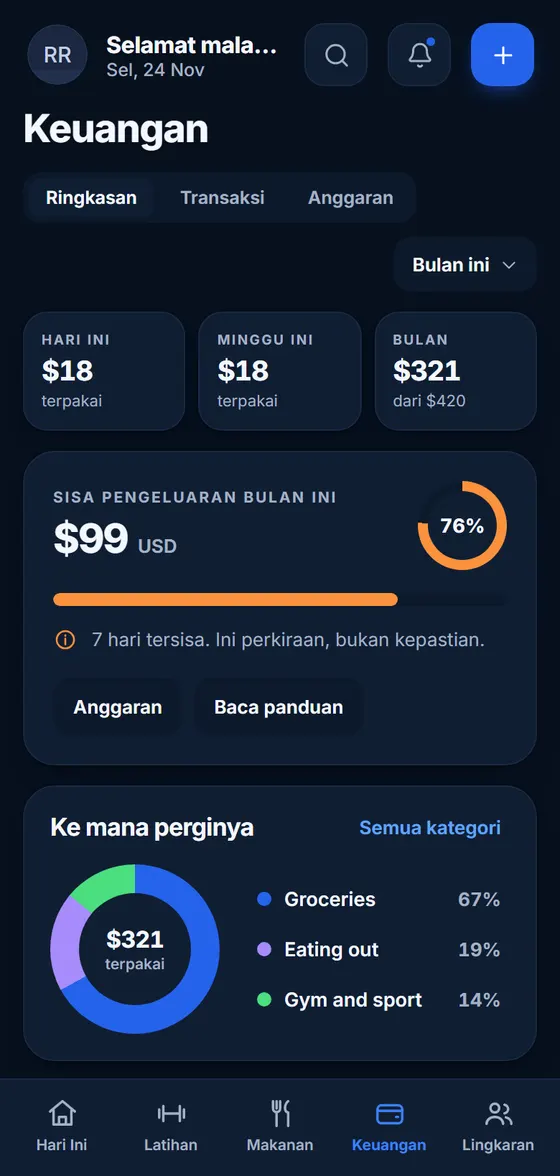 RR
Selamat mala...
Sel, 24 Nov
Keuangan
Ringkasan
Transaksi
Anggaran
Bulan ini
HARI INI
$18
terpakai
MINGGU INI
$18
terpakai
BULAN
$321
dari $420
SISA PENGELUARAN BULAN INI
$99 USD
76%
7 hari tersisa. Ini perkiraan, bukan kepastian.
Anggaran
Baca panduan
Ke mana perginya
Semua kategori
$321
terpakai
Groceries 67%
Eating out 19%
Gym and sport 14%
Hari Ini
Latihan
Makanan
Keuangan
Lingkaran